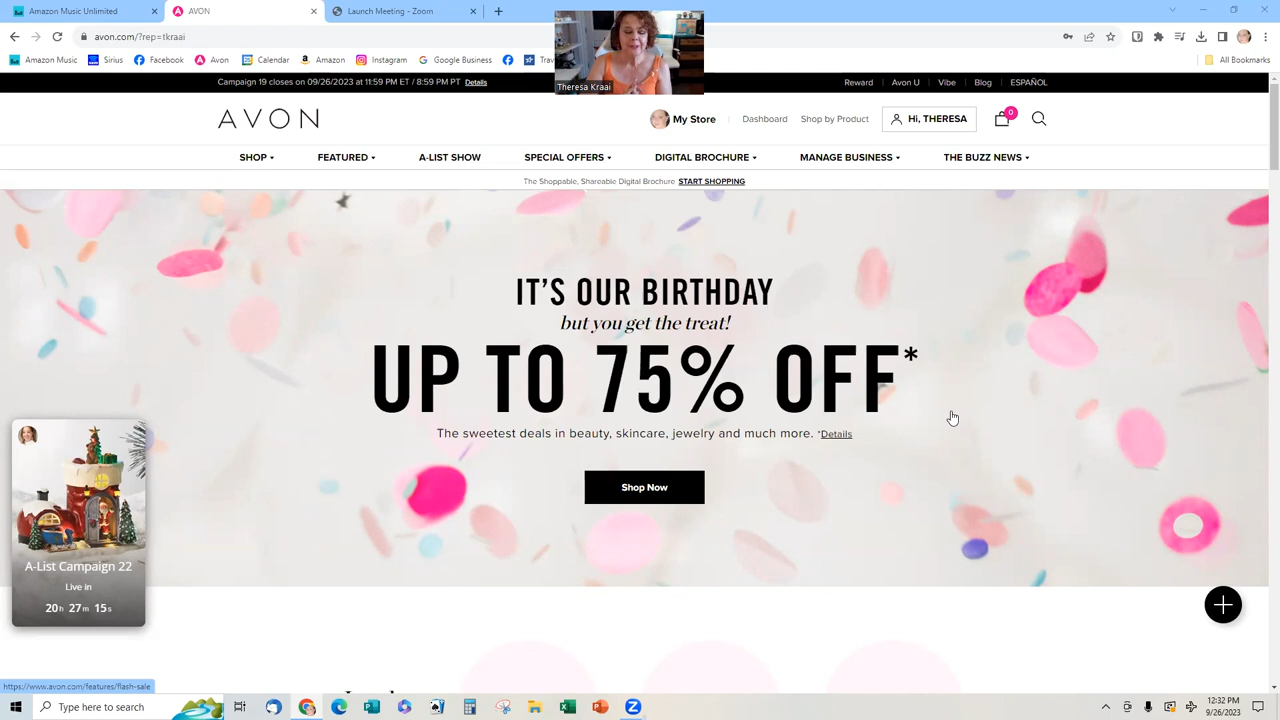 Amazon Music Unlimited
AVON
Launch Meeting - Zoom
avon.com/?rep=tkraai
Amazon Music
Sirius
Facebook
Avon
Calendar
Amazon
Instagram
Google Business
All Bookmarks
Theresa Kraai
Campaign 19 closes on 09/26/2023 at 11:59 PM ET / 8:59 PM PT Details
Reward
Avon U
Vibe
Blog
ESPAÑOL
AVON
My Store
Dashboard
Shop by Product
Hi, THERESA
0
SHOP
FEATURED
A-LIST SHOW
SPECIAL OFFERS
DIGITAL BROCHURE
MANAGE BUSINESS
THE BUZZ NEWS
The Shoppable, Shareable Digital Brochure START SHOPPING
IT'S OUR BIRTHDAY
but you get the treat!
UP TO 75% OFF*
The sweetest deals in beauty, skincare, jewelry and much more. *Details
Shop Now
A-List Campaign 22
Live in
20h 27m 15s
https://www.avon.com/features/flash-sale
Type here to search
12:32 PM
9/26/2023